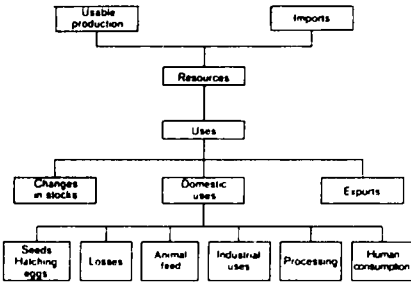 Usable
production
Imports
Resources
Uses
Changes
in stocks
Domestic
uses
Exports
Seeds
Hatching
eggs
Losses
Animal
feed
Industrial
uses
Processing
Human
consumption